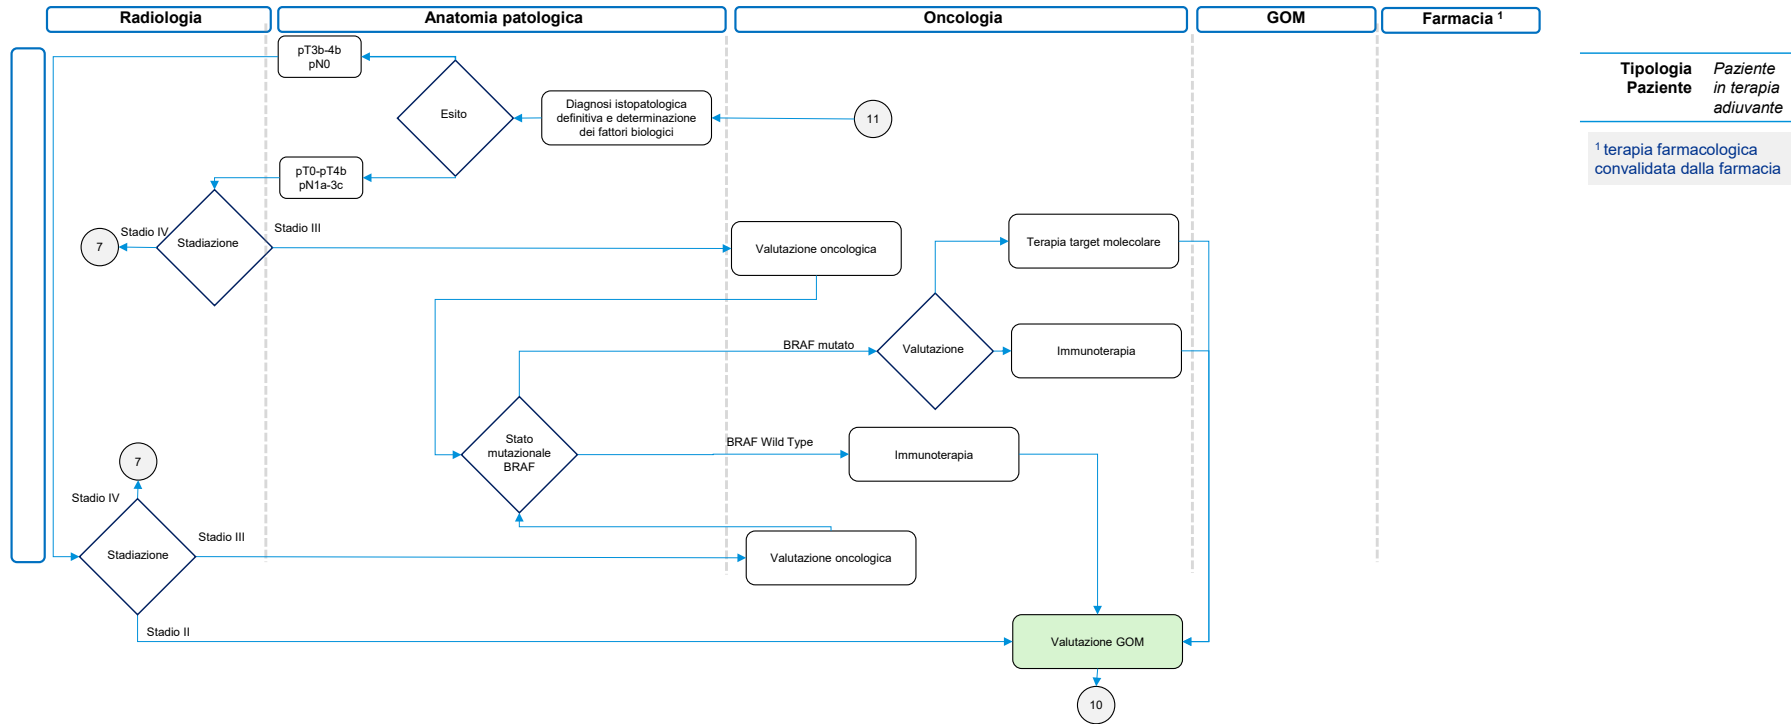 Radiologia
Anatomia patologica
Oncologia
GOM
Farmacia ¹
pT3b-4b
pN0
Esito
Diagnosi istopatologica
definitiva e determinazione
dei fattori biologici
11
Tipologia
Paziente
Paziente
in terapia
adiuvante
¹ terapia farmacologica
convalidata dalla farmacia
pT0-pT4b
pN1a-3c
7
Stadio IV
Stadiazione
Stadio III
Valutazione oncologica
Terapia target molecolare
BRAF mutato
Valutazione
Immunoterapia
Stato
mutazionale
BRAF
BRAF Wild Type
Immunoterapia
7
Stadio IV
Stadiazione
Stadio III
Valutazione oncologica
Stadio II
Valutazione GOM
10